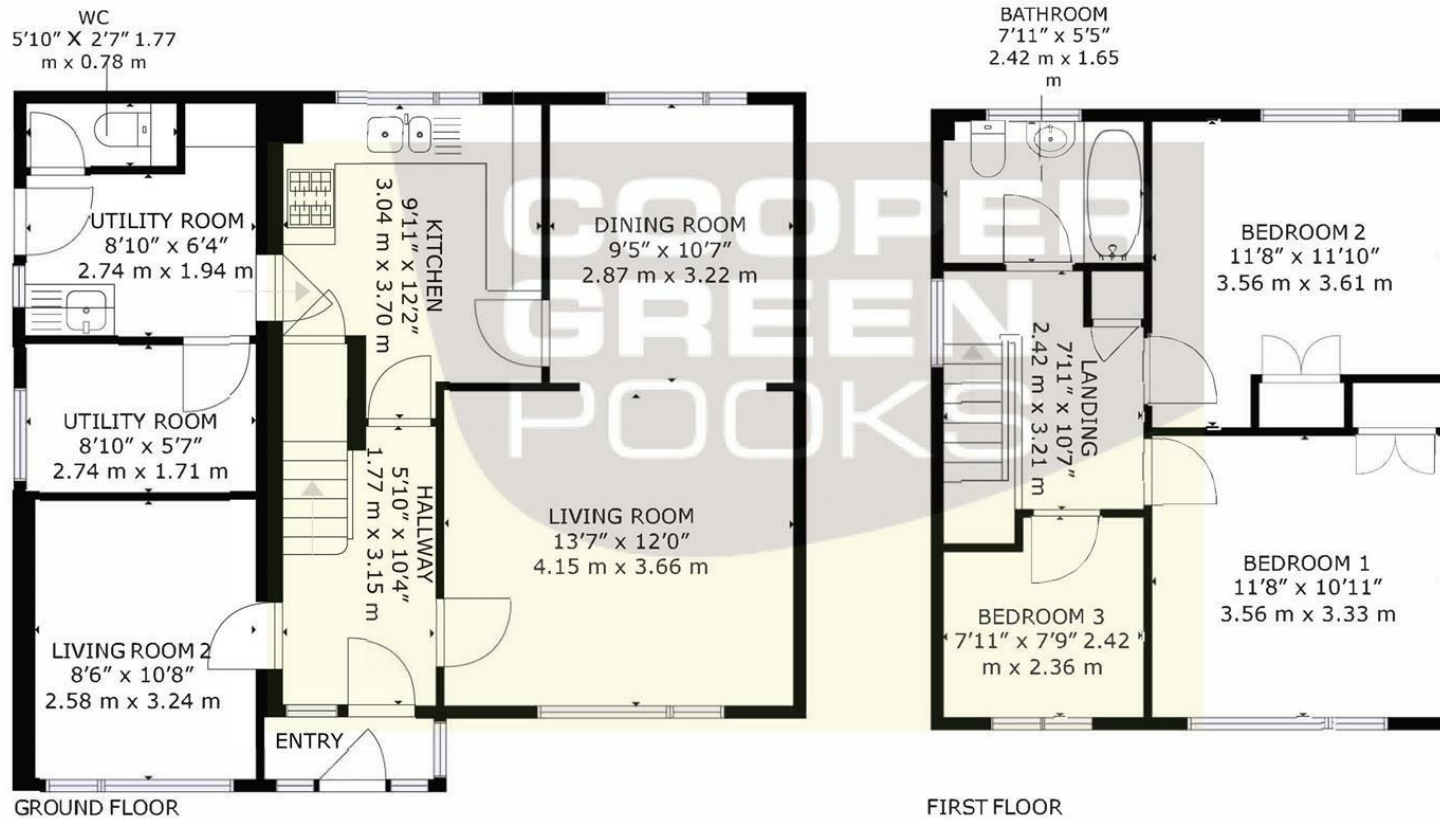 WC
5'10" X 2'7" 1.77
m x 0.78 m
UTILITY ROOM
8'10" x 6'4"
2.74 m x 1.94 m
UTILITY ROOM
8'10" x 5'7"
2.74 m x 1.71 m
LIVING ROOM 2
8'6" x 10'8"
2.58 m x 3.24 m
KITCHEN
9'11" x 12'2"
3.04 m x 3.70 m
HALLWAY
5'10" x 10'4"
1.77 m x 3.15 m
ENTRY
DINING ROOM
9'5" x 10'7"
2.87 m x 3.22 m
LIVING ROOM
13'7" x 12'0"
4.15 m x 3.66 m
GROUND FLOOR
COOPER
GREEN
POOKS
BATHROOM
7'11" x 5'5"
2.42 m x 1.65
m
LANDING
7'11" x 10'7"
2.42 m x 3.21 m
BEDROOM 2
11'8" x 11'10"
3.56 m x 3.61 m
BEDROOM 1
11'8" x 10'11"
3.56 m x 3.33 m
BEDROOM 3
7'11" x 7'9" 2.42
m x 2.36 m
FIRST FLOOR